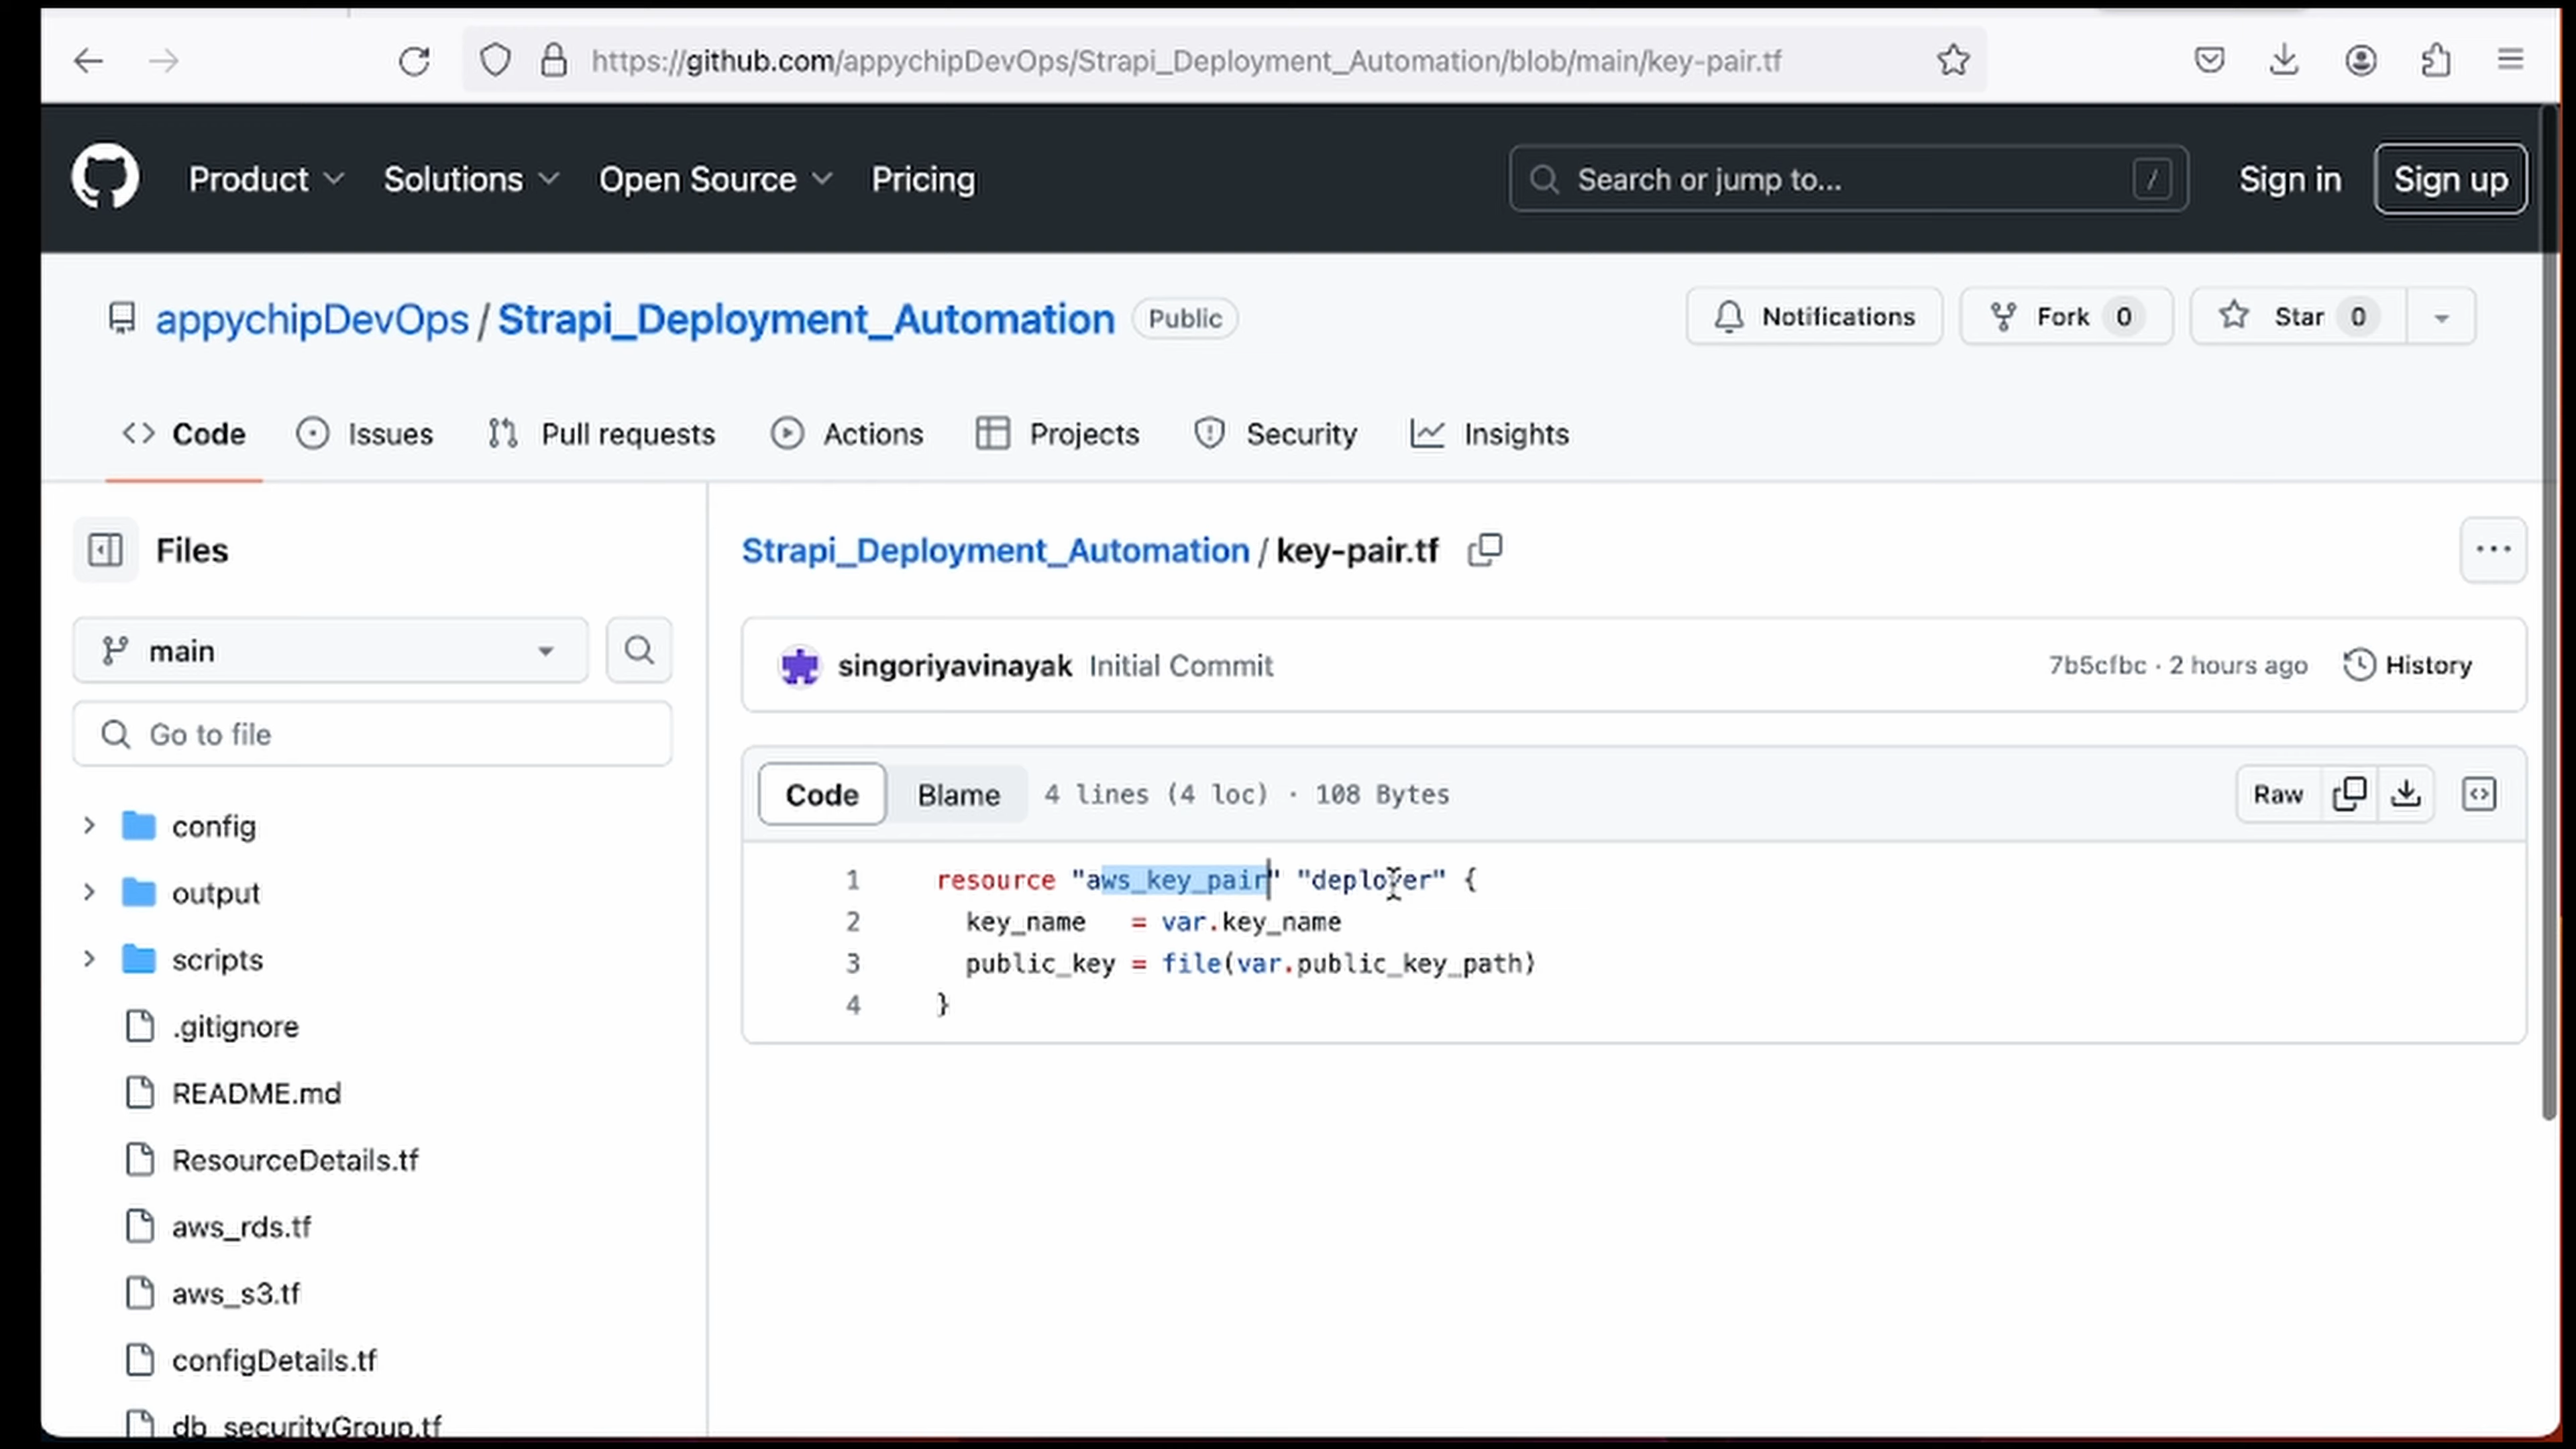 https://github.com/appychipDevOps/Strapi_Deployment_Automation/blob/main/key-pair.tf
Product Solutions Open Source Pricing Search or jump to... / Sign in Sign up
appychipDevOps / Strapi_Deployment_Automation Public Notifications Fork 0 Star 0
Code Issues Pull requests Actions Projects Security Insights
Files
main
Go to file
config
output
scripts
.gitignore
README.md
ResourceDetails.tf
aws_rds.tf
aws_s3.tf
configDetails.tf
db_securityGroup.tf
Strapi_Deployment_Automation / key-pair.tf
singoriyavinayak Initial Commit 7b5cfbc · 2 hours ago History
Code Blame 4 lines (4 loc) · 108 Bytes Raw
1 resource "aws_key_pair" "deployer" {
2 key_name = var.key_name
3 public_key = file(var.public_key_path)
4 }